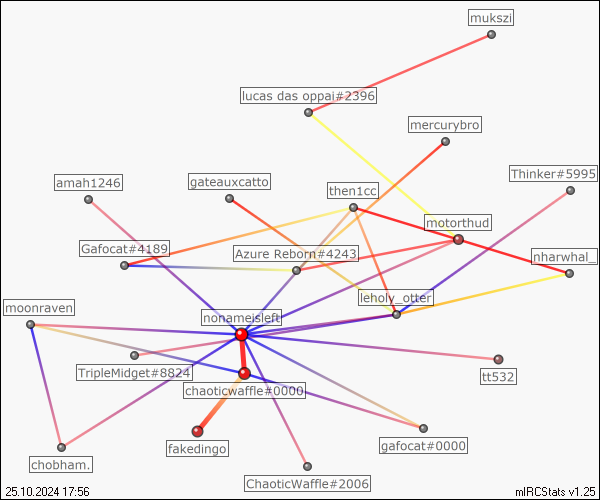 mukszi
lucas das oppai#2396
mercurybro
Thinker#5995
amah1246
gateauxcatto
then1cc
motorthud
Gafocat#4189
Azure Reborn#4243
nharwhal_
leholy_otter
moonraven
nonameisleft
TripleMidget#8824
tt532
chaoticwaffle#0000
fakedingo
gafocat#0000
chobham.
ChaoticWaffle#2006
25.10.2024 17:56
mIRCStats v1.25